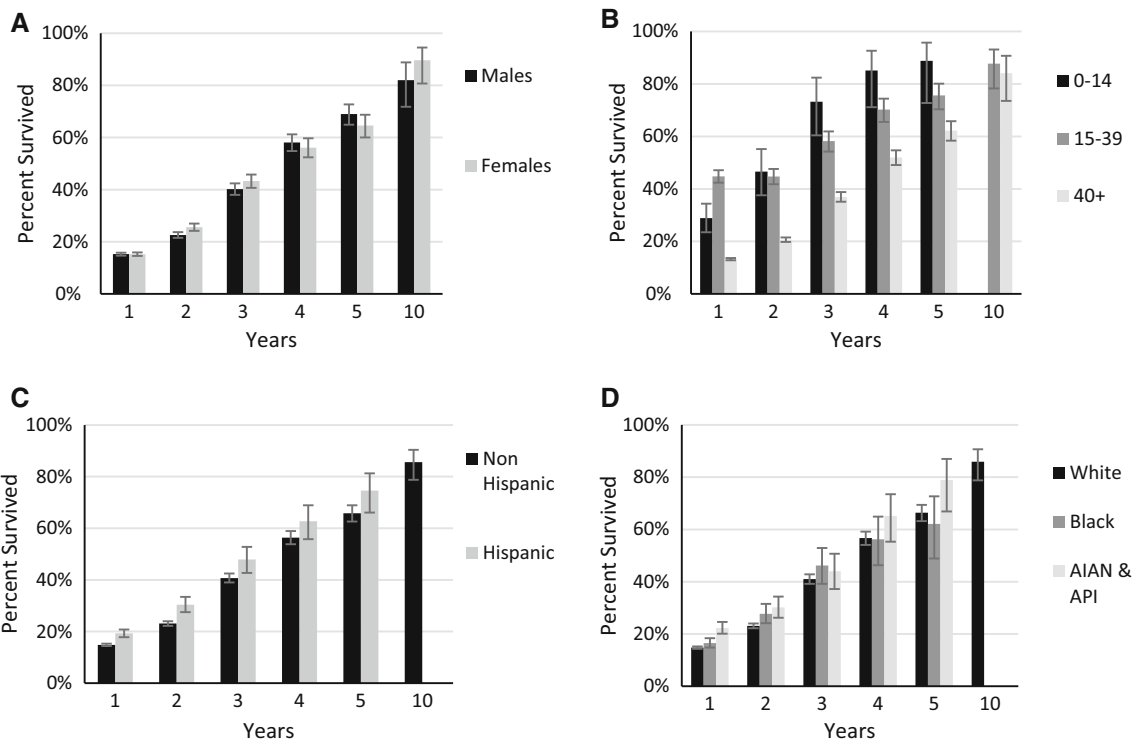 A
100%
80%
60%
40%
20%
0%
Percent Survived
1 2 3 4 5 10
Years
Males
Females
B
100%
80%
60%
40%
20%
0%
Percent Survived
1 2 3 4 5 10
Years
0-14
15-39
40+
C
100%
80%
60%
40%
20%
0%
Percent Survived
1 2 3 4 5 10
Years
Non
Hispanic
Hispanic
D
100%
80%
60%
40%
20%
0%
Percent Survived
1 2 3 4 5 10
Years
White
Black
AIAN &
API